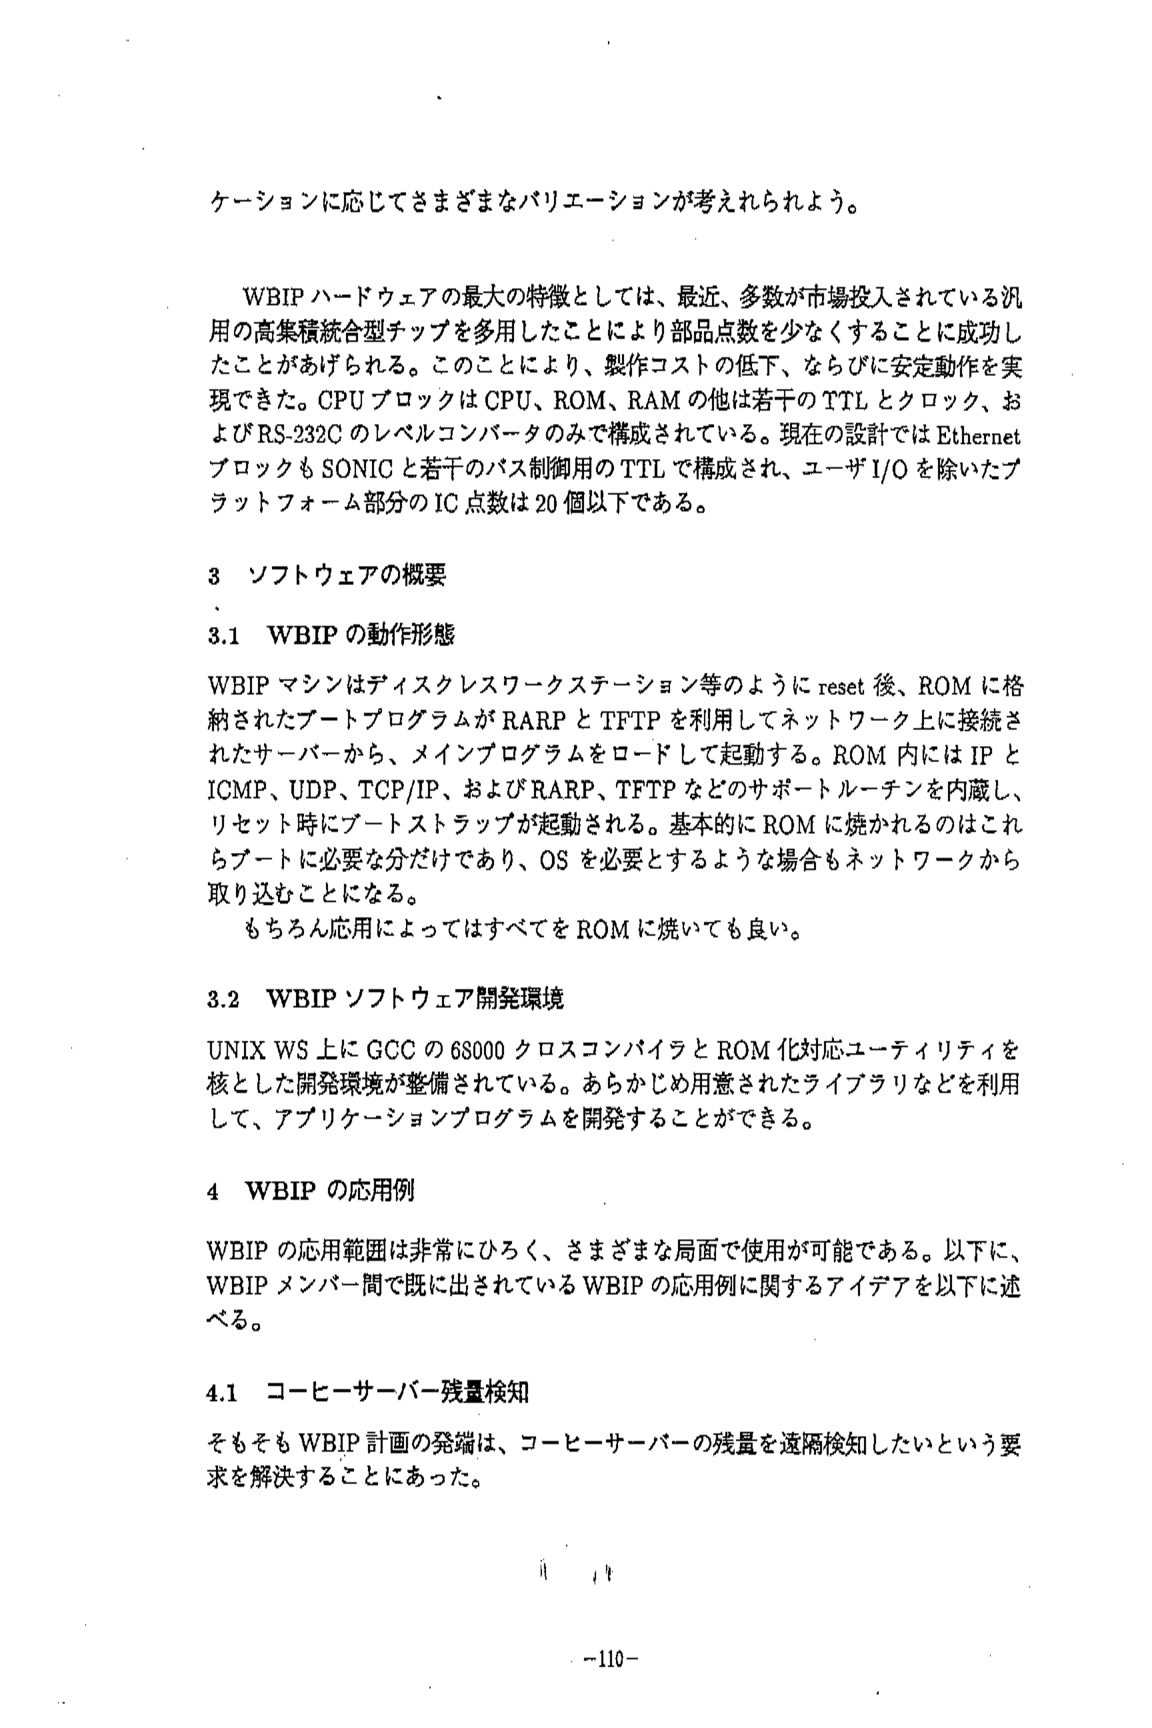 ケーションに応じてさまざまなバリエーションが考えれられよう。
WBIP ハードウェアの最大の特徴としては、最近、多数が市場投入されている汎
用の高集積統合型チップを多用したことにより部品点数を少なくすることに成功し
たことがあげられる。このことにより、製作コストの低下、ならびに安定動作を実
現できた。CPU ブロックは CPU、ROM、RAM の他は若干の TTL とクロック、お
よび RS-232C のレベルコンバータのみで構成されている。現在の設計では Ethernet
ブロックも SONIC と若干のバス制御用の TTL で構成され、ユーザ I/O を除いたプ
ラットフォーム部分の IC 点数は 20 個以下である。
3 ソフトウェアの概要
3.1 WBIP の動作形態
WBIP マシンはディスクレスワークステーション等のように reset 後、ROM に格
納されたブートプログラムが RARP と TFTP を利用してネットワーク上に接続さ
れたサーバーから、メインプログラムをロードして起動する。ROM 内には IP と
ICMP、UDP、TCP/IP、および RARP、TFTP などのサポートルーチンを内蔵し、
リセット時にブートストラップが起動される。基本的に ROM に焼かれるのはこれ
らブートに必要な分だけであり、OS を必要とするような場合もネットワークから
取り込むことになる。
もちろん応用によってはすべてを ROM に焼いても良い。
3.2 WBIP ソフトウェア開発環境
UNIX WS 上に GCC の 68000 クロスコンパイラと ROM 化対応ユーティリティを
核とした開発環境が整備されている。あらかじめ用意されたライブラリなどを利用
して、アプリケーションプログラムを開発することができる。
4 WBIP の応用例
WBIP の応用範囲は非常にひろく、さまざまな局面で使用が可能である。以下に、
WBIP メンバー間で既に出されている WBIP の応用例に関するアイデアを以下に述
べる。
4.1 コーヒーサーバー残量検知
そもそも WBIP 計画の発端は、コーヒーサーバーの残量を遠隔検知したいという要
求を解決することにあった。
-110-